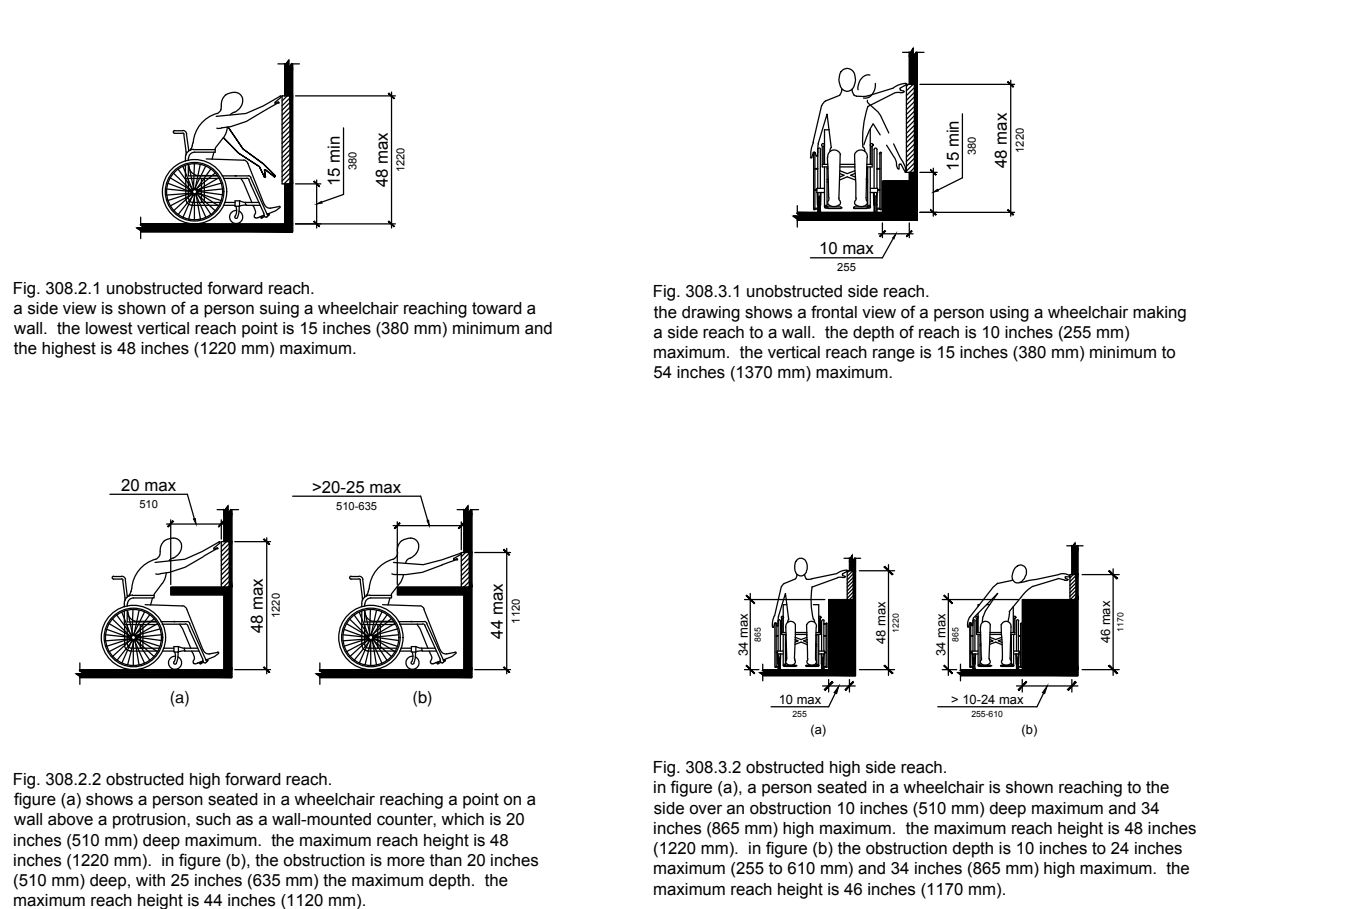 15 min
380
48 max
1220
Fig. 308.2.1 unobstructed forward reach.
a side view is shown of a person suing a wheelchair reaching toward a
wall.  the lowest vertical reach point is 15 inches (380 mm) minimum and
the highest is 48 inches (1220 mm) maximum.
15 min
380
48 max
1220
10 max
255
Fig. 308.3.1 unobstructed side reach.
the drawing shows a frontal view of a person using a wheelchair making
a side reach to a wall.  the depth of reach is 10 inches (255 mm)
maximum.  the vertical reach range is 15 inches (380 mm) minimum to
54 inches (1370 mm) maximum.
20 max
510
48 max
1220
(a)
>20-25 max
510-635
44 max
1120
(b)
Fig. 308.2.2 obstructed high forward reach.
figure (a) shows a person seated in a wheelchair reaching a point on a
wall above a protrusion, such as a wall-mounted counter, which is 20
inches (510 mm) deep maximum.  the maximum reach height is 48
inches (1220 mm).  in figure (b), the obstruction is more than 20 inches
(510 mm) deep, with 25 inches (635 mm) the maximum depth.  the
maximum reach height is 44 inches (1120 mm).
34 max
865
48 max
1220
10 max
255
(a)
34 max
865
46 max
1170
> 10-24 max
255-610
(b)
Fig. 308.3.2 obstructed high side reach.
in figure (a), a person seated in a wheelchair is shown reaching to the
side over an obstruction 10 inches (510 mm) deep maximum and 34
inches (865 mm) high maximum.  the maximum reach height is 48 inches
(1220 mm).  in figure (b) the obstruction depth is 10 inches to 24 inches
maximum (255 to 610 mm) and 34 inches (865 mm) high maximum.  the
maximum reach height is 46 inches (1170 mm).